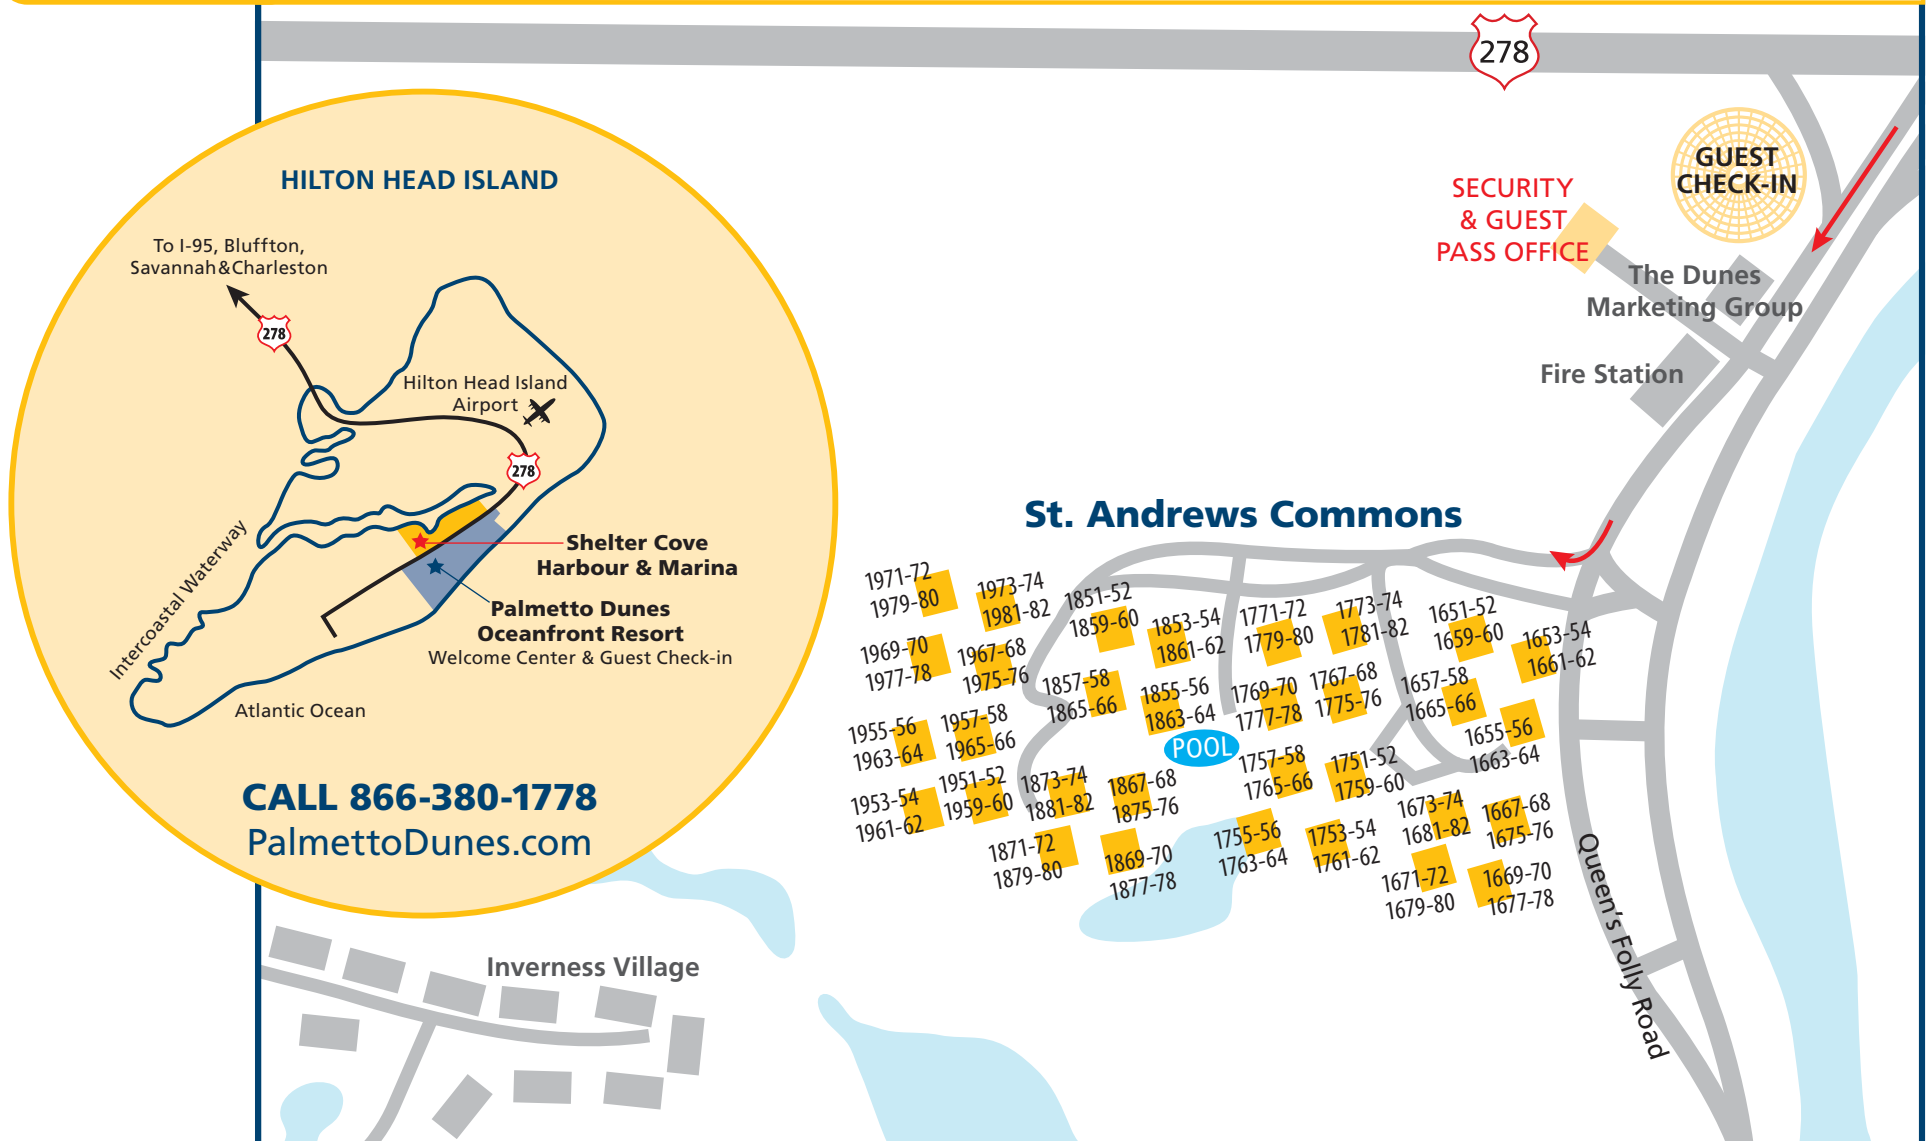 278
HILTON HEAD ISLAND
To I-95, Bluffton,
Savannah&Charleston
278
Hilton Head Island
Airport
278
Intercoastal Waterway
Shelter Cove
Harbour & Marina
Palmetto Dunes
Oceanfront Resort
Welcome Center & Guest Check-in
Atlantic Ocean
CALL 866-380-1778
PalmettoDunes.com
GUEST
CHECK-IN
SECURITY
& GUEST
PASS OFFICE
The Dunes
Marketing Group
Fire Station
St. Andrews Commons
1971-72
1979-80
1973-74
1981-82
1851-52
1859-60
1853-54
1861-62
1771-72
1779-80
1773-74
1781-82
1651-52
1659-60
1653-54
1661-62
1969-70
1977-78
1967-68
1975-76
1857-58
1865-66
1855-56
1863-64
1769-70
1777-78
1767-68
1775-76
1657-58
1665-66
1655-56
1663-64
1955-56
1963-64
1957-58
1965-66
POOL
1757-58
1765-66
1751-52
1759-60
1953-54
1961-62
1951-52
1959-60
1873-74
1881-82
1867-68
1875-76
1673-74
1681-82
1667-68
1675-76
1871-72
1879-80
1869-70
1877-78
1755-56
1763-64
1753-54
1761-62
1671-72
1679-80
1669-70
1677-78
Queen's Folly Road
Inverness Village